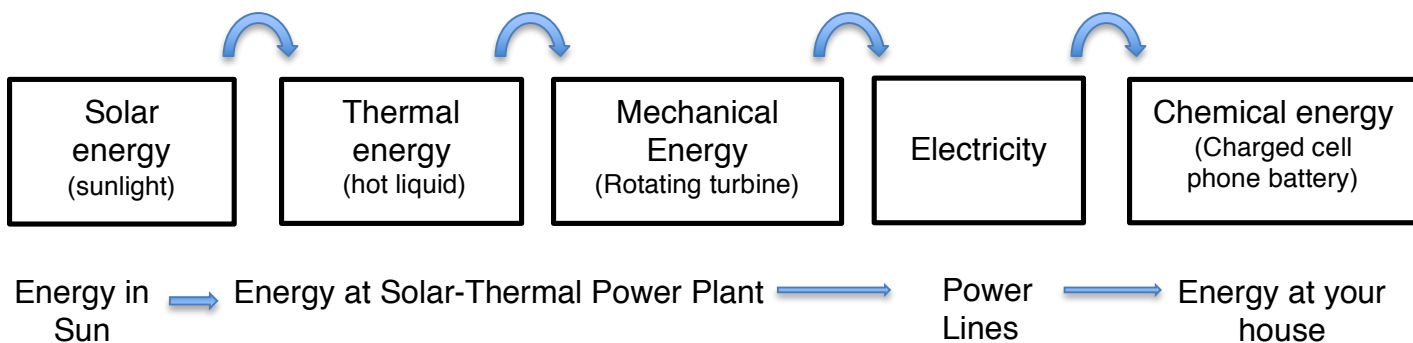 Solar
energy
(sunlight)
Thermal
energy
(hot liquid)
Mechanical
Energy
(Rotating turbine)
Electricity
Chemical energy
(Charged cell
phone battery)
Energy in
Sun
Energy at Solar-Thermal Power Plant
Power
Lines
Energy at your
house